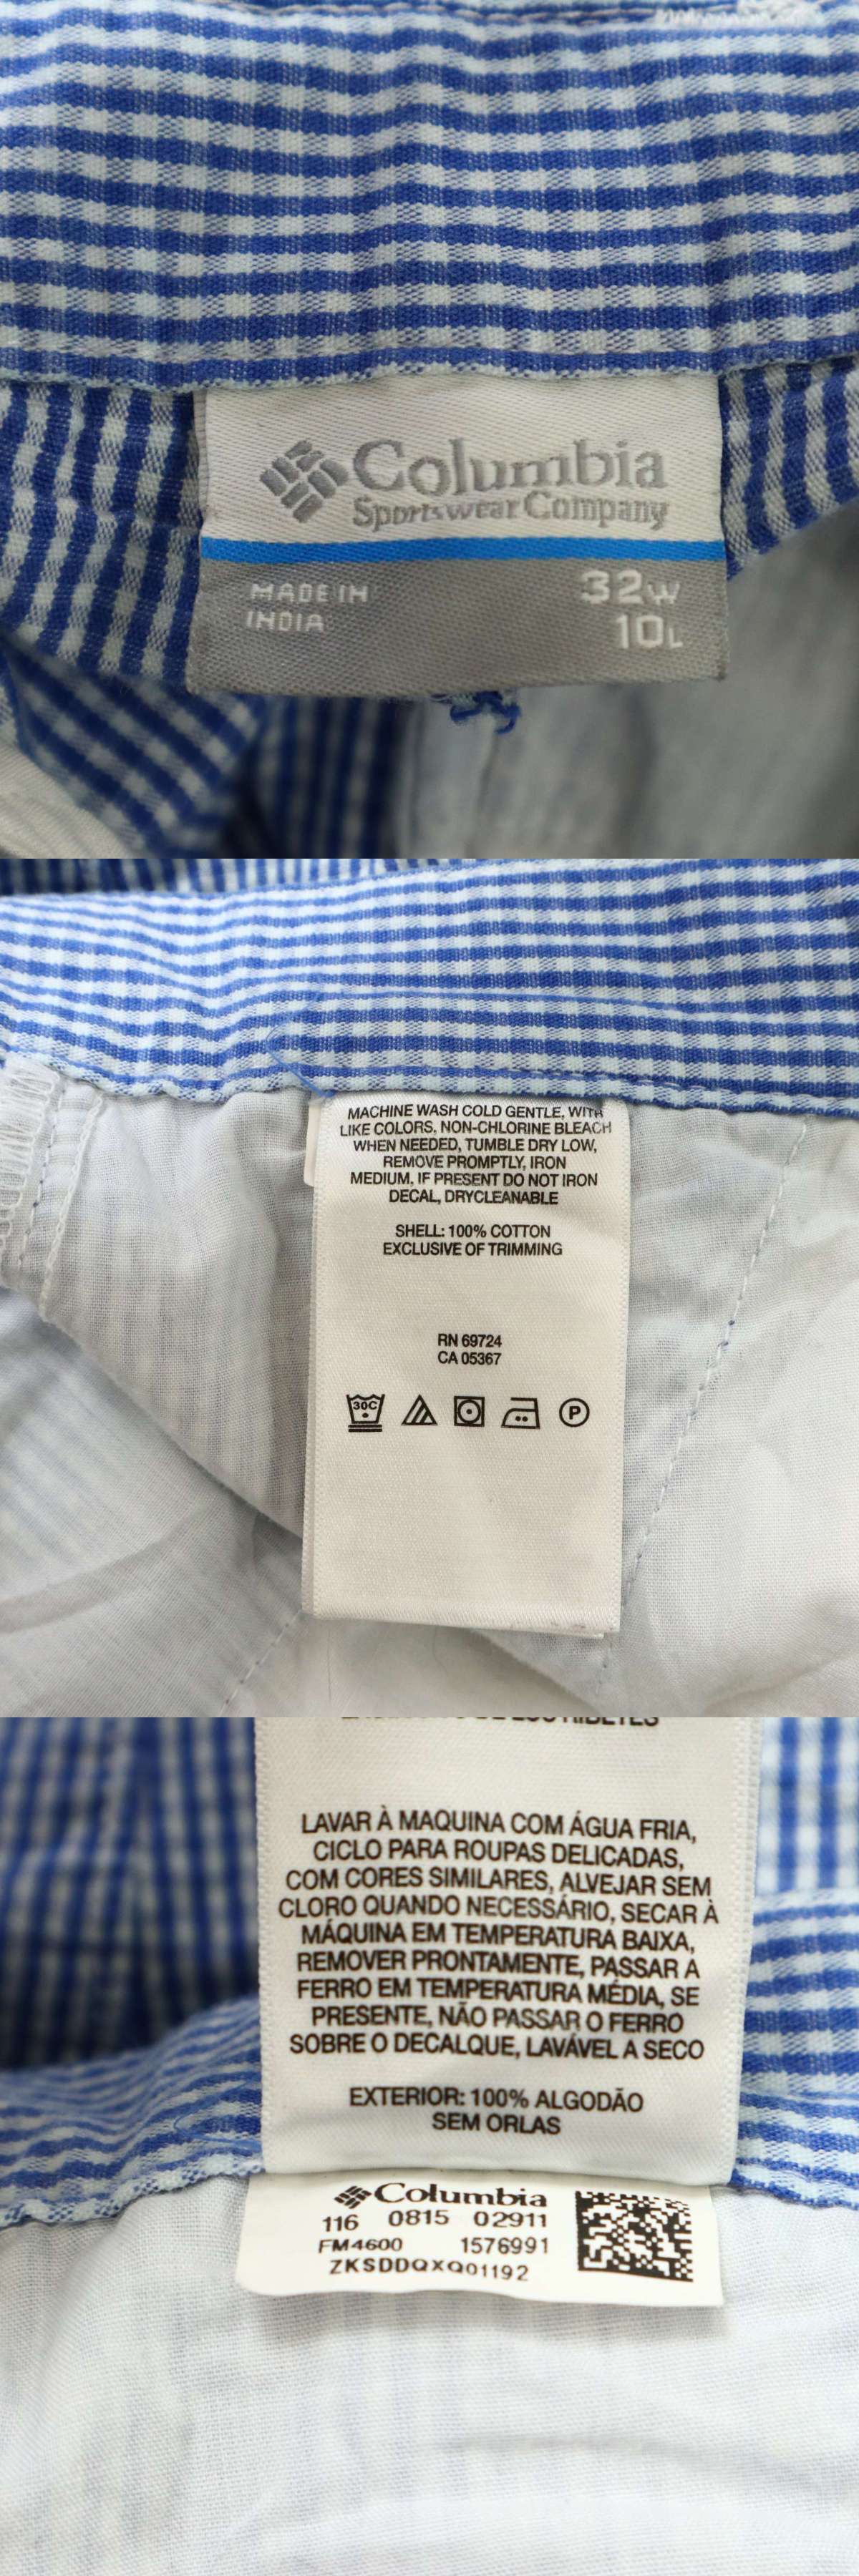 Columbia
Sportswear Company
MADE IN
INDIA
32W
10L
MACHINE WASH COLD GENTLE, WITH
LIKE COLORS, NON-CHLORINE BLEACH
WHEN NEEDED, TUMBLE DRY LOW,
REMOVE PROMPTLY, IRON
MEDIUM, IF PRESENT DO NOT IRON
DECAL, DRYCLEANABLE
SHELL: 100% COTTON
EXCLUSIVE OF TRIMMING
RN 69724
CA 05367
30C
P
LAVAR À MAQUINA COM ÁGUA FRIA,
CICLO PARA ROUPAS DELICADAS,
COM CORES SIMILARES, ALVEJAR SEM
CLORO QUANDO NECESSÁRIO, SECAR À
MÁQUINA EM TEMPERATURA BAIXA,
REMOVER PRONTAMENTE, PASSAR A
FERRO EM TEMPERATURA MÉDIA, SE
PRESENTE, NÃO PASSAR O FERRO
SOBRE O DECALQUE, LAVÁVEL A SECO
EXTERIOR: 100% ALGODÃO
SEM ORLAS
Columbia
116 0815 02911
FM4600 1576991
ZKSDDQXQ01192